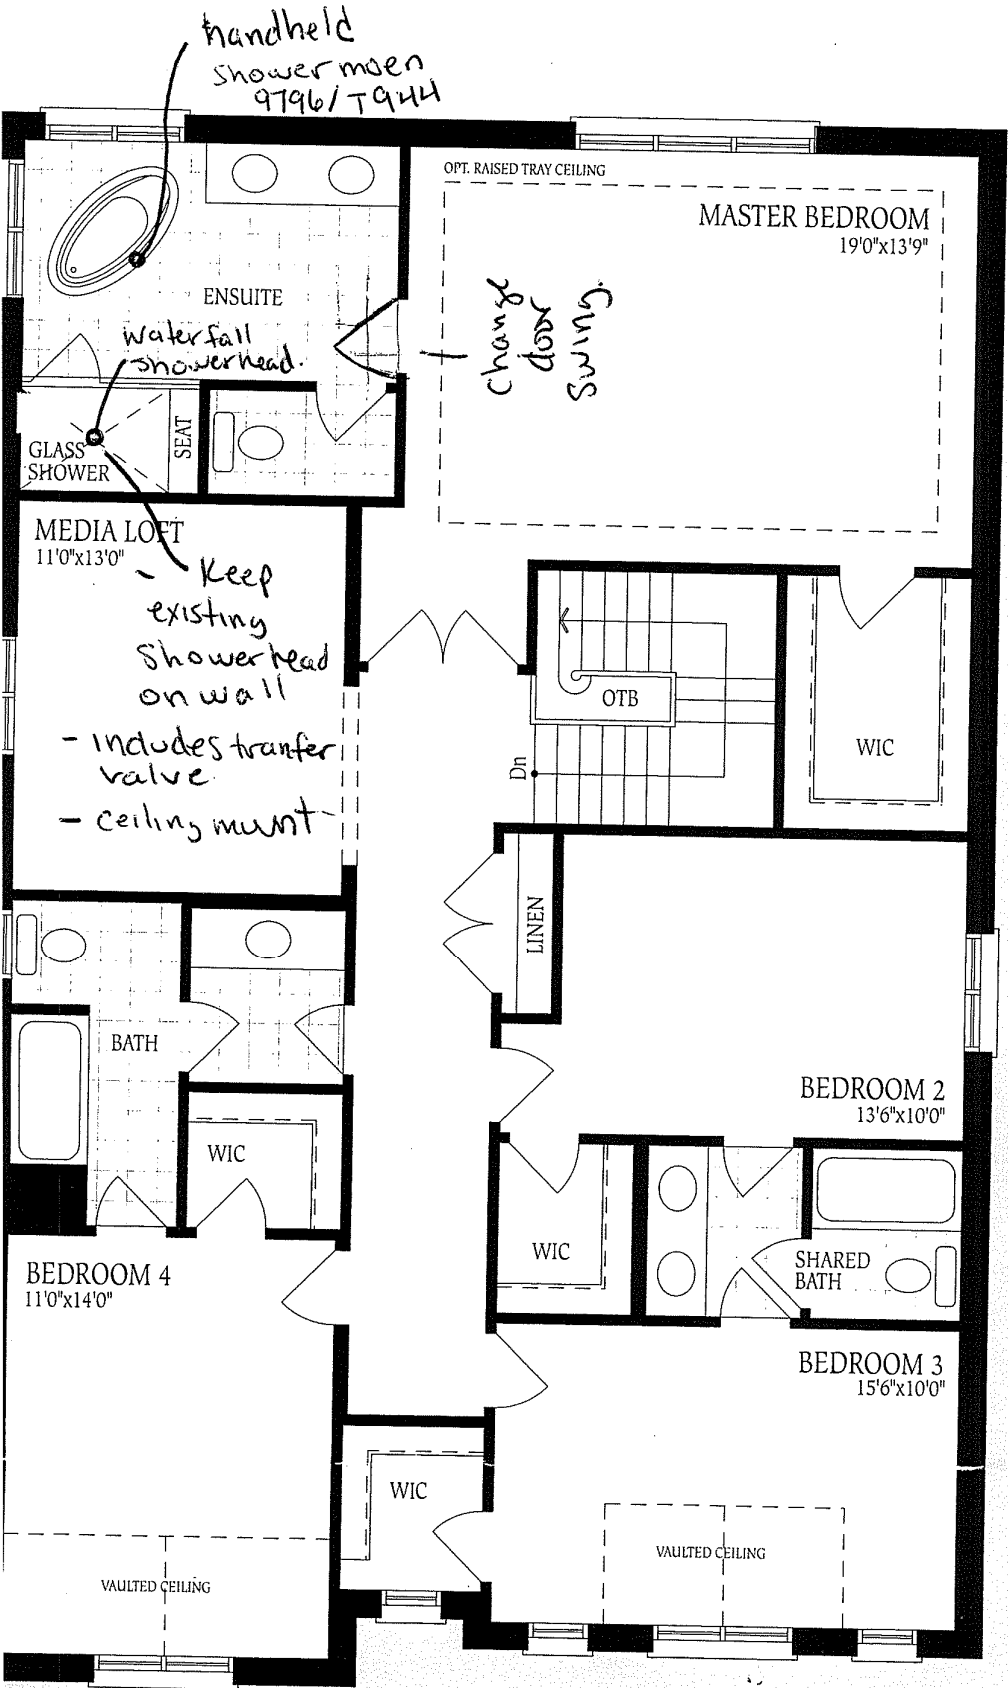 handheld
shower moen
9796/T944
OPT. RAISED TRAY CEILING
MASTER BEDROOM
19'0"x13'9"
ENSUITE
waterfall
showerhead.
change
door
swing.
GLASS
SHOWER
SEAT
MEDIA LOFT
11'0"x13'0"
- Keep
existing
showerhead
on wall
- includes tranfer
valve.
- ceiling mount
OTB
Dn
WIC
LINEN
BATH
BEDROOM 2
13'6"x10'0"
WIC
WIC
SHARED
BATH
BEDROOM 4
11'0"x14'0"
BEDROOM 3
15'6"x10'0"
WIC
VAULTED CEILING
VAULTED CEILING